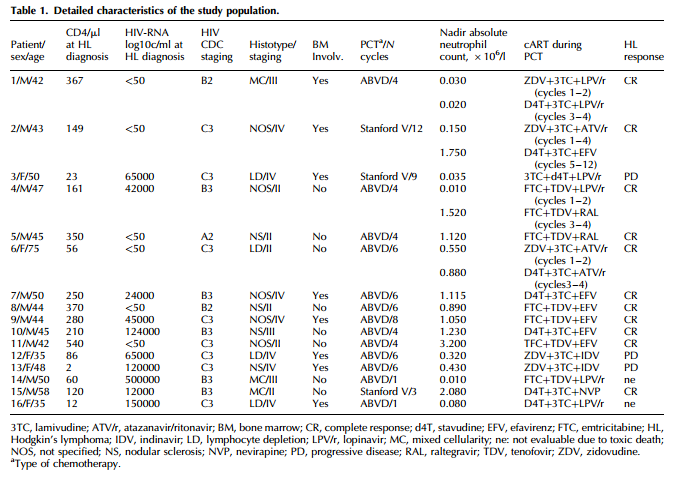 Table 1. Detailed characteristics of the study population.
Patient/ sex/age CD4/μl at HL diagnosis HIV-RNA log10c/ml at HL diagnosis HIV CDC staging Histotype/ staging BM Involv. PCTª/N cycles Nadir absolute neutrophil count, ×10⁶/l cART during PCT HL response
1/M/42 367 <50 B2 MC/III Yes ABVD/4 0.030 ZDV+3TC+LPV/r CR
(cycles 1–2)
0.020 D4T+3TC+LPV/r
(cycles 3–4)
2/M/43 149 <50 C3 NOS/IV Yes Stanford V/12 0.150 ZDV+3TC+ATV/r CR
(cycles 1–4)
1.750 D4T+3TC+EFV
(cycles 5–12)
3/F/50 23 65000 C3 LD/IV Yes Stanford V/9 0.035 3TC+d4T+LPV/r PD
4/M/47 161 42000 B3 NOS/II No ABVD/4 0.010 FTC+TDV+LPV/r CR
(cycles 1–2)
1.520 FTC+TDV+RAL
(cycles 3–4)
5/M/45 350 <50 A2 NS/II No ABVD/4 1.120 FTC+TDV+RAL CR
6/F/75 56 <50 C3 LD/II No ABVD/6 0.550 ZDV+3TC+ATV/r CR
(cycles 1–2)
0.880 D4T+3TC+ATV/r
(cycles3–4)
7/M/50 250 24000 B3 NOS/IV Yes ABVD/6 1.115 D4T+3TC+EFV CR
8/M/44 370 <50 B2 NS/II No ABVD/6 0.890 FTC+TDV+EFV CR
9/M/44 280 45000 C3 NOS/IV Yes ABVD/8 1.050 FTC+TDV+EFV CR
10/M/45 210 124000 B3 NS/III No ABVD/4 1.230 D4T+3TC+EFV CR
11/M/42 540 <50 C3 NOS/II No ABVD/4 3.200 TFC+TDV+EFV CR
12/F/35 86 65000 C3 LD/IV Yes ABVD/6 0.320 ZDV+3TC+IDV PD
13/F/48 2 12000 C3 NS/IV Yes ABVD/6 0.430 ZDV+3TC+IDV PD
14/M/50 60 500000 B3 MC/III No ABVD/1 0.010 FTC+TDV+LPV/r ne
15/M/58 120 12000 B3 MC/II No Stanford V/3 2.080 D4T+3TC+NVP CR
16/F/35 12 150000 C3 LD/IV Yes ABVD/1 0.080 D4T+3TC+LPV/r ne
3TC, lamivudine; ATV/r, atazanavir/ritonavir; BM, bone marrow; CR, complete response; d4T, stavudine; EFV, efavirenz; FTC, emtricitabine; HL,
Hodgkin's lymphoma; IDV, indinavir; LD, lymphocyte depletion; LPV/r, lopinavir; MC, mixed cellularity; ne: not evaluable due to toxic death;
NOS, not specified; NS, nodular sclerosis; NVP, nevirapine; PD, progressive disease; RAL, raltegravir; TDV, tenofovir; ZDV, zidovudine.
ªType of chemotherapy.